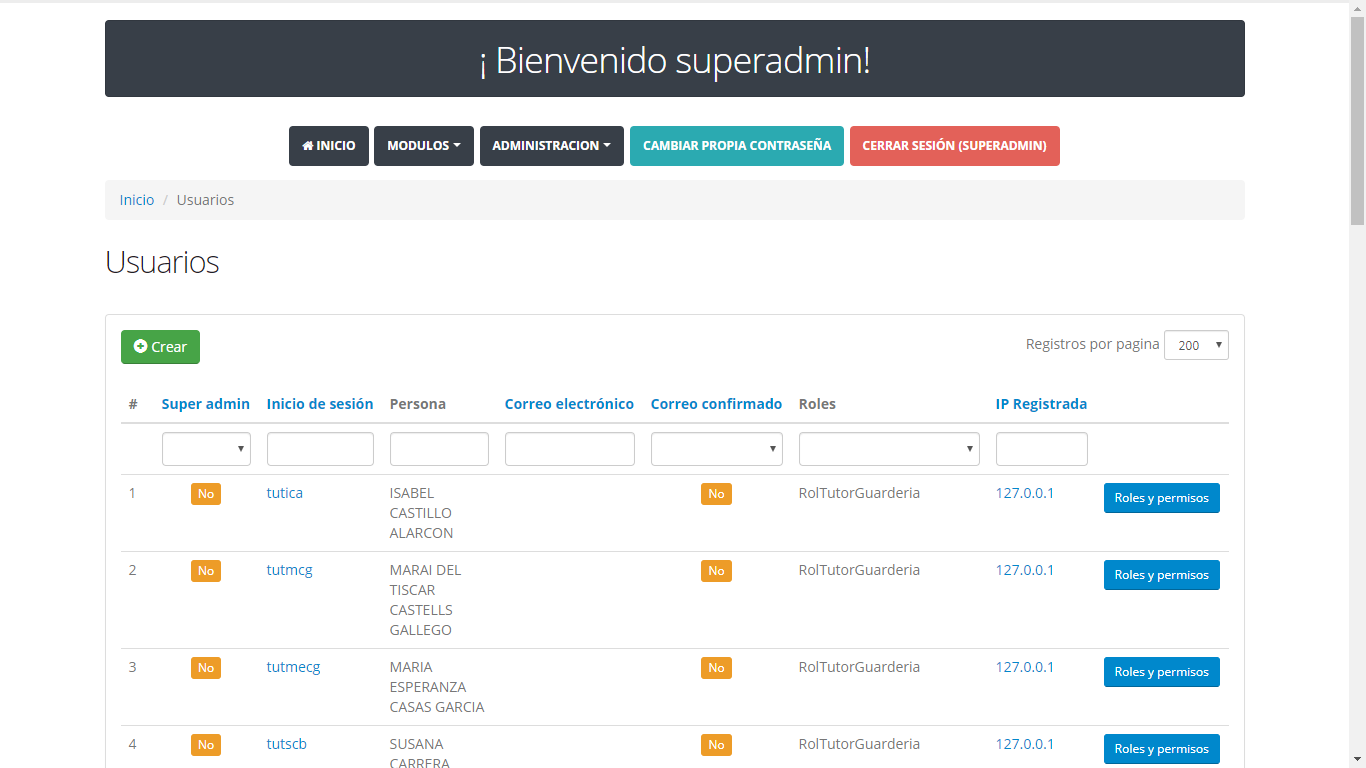 ¡ Bienvenido superadmin!
INICIO MODULOS ADMINISTRACION CAMBIAR PROPIA CONTRASEÑA CERRAR SESIÓN (SUPERADMIN)
Inicio / Usuarios
Usuarios
Crear
Registros por pagina 200
# Super admin Inicio de sesión Persona Correo electrónico Correo confirmado Roles IP Registrada
1 No tutica ISABEL No RolTutorGuarderia 127.0.0.1 Roles y permisos
CASTILLO
ALARCON
2 No tutmcg MARAI DEL No RolTutorGuarderia 127.0.0.1 Roles y permisos
TISCAR
CASTELLS
GALLEGO
3 No tutmecg MARIA No RolTutorGuarderia 127.0.0.1 Roles y permisos
ESPERANZA
CASAS GARCIA
4 No tutscb SUSANA No RolTutorGuarderia 127.0.0.1 Roles y permisos
CARRERA